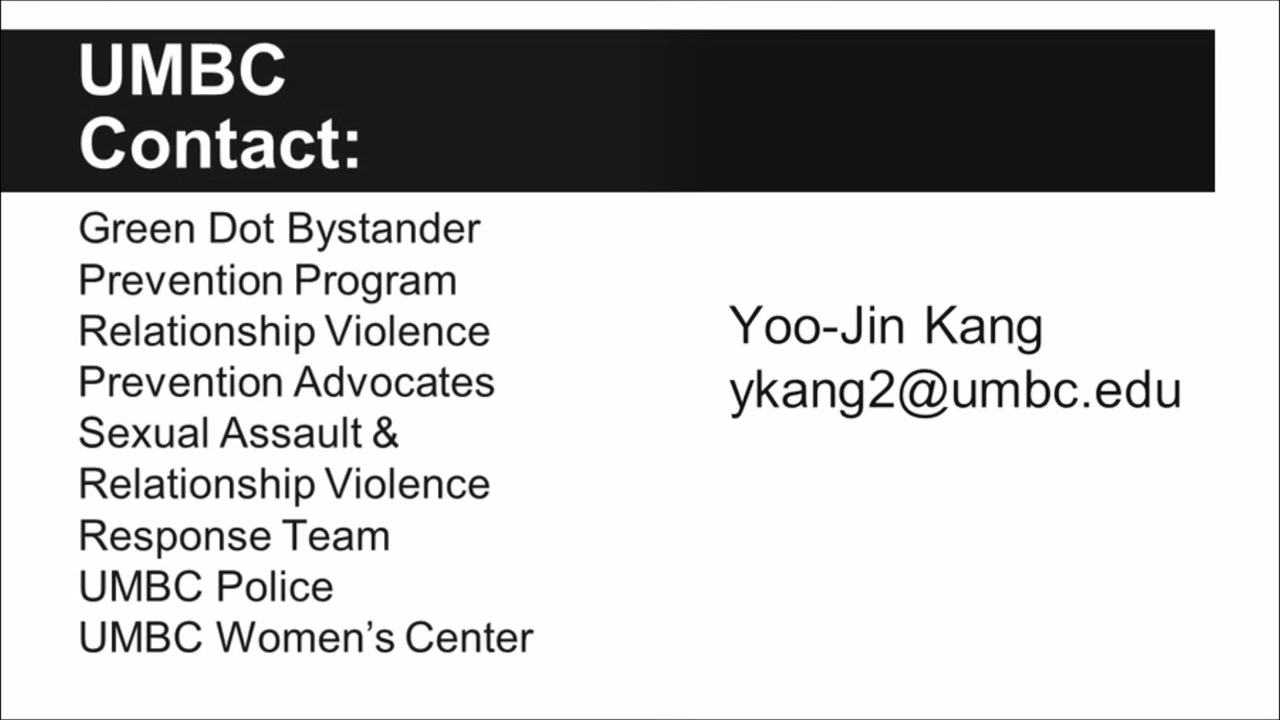 UMBC
Contact:
Green Dot Bystander
Prevention Program
Relationship Violence
Prevention Advocates
Sexual Assault &
Relationship Violence
Response Team
UMBC Police
UMBC Women’s Center
Yoo-Jin Kang
ykang2@umbc.edu